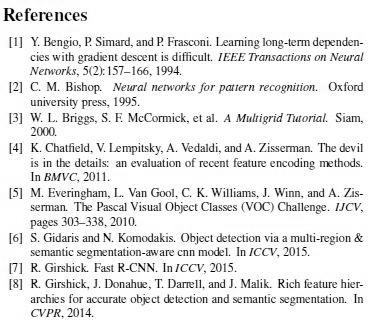 References
[1] Y. Bengio, P. Simard, and P. Frasconi. Learning long-term dependen-
cies with gradient descent is difficult. IEEE Transactions on Neural
Networks, 5(2):157–166, 1994.
[2] C. M. Bishop. Neural networks for pattern recognition. Oxford
university press, 1995.
[3] W. L. Briggs, S. F. McCormick, et al. A Multigrid Tutorial. Siam,
2000.
[4] K. Chatfield, V. Lempitsky, A. Vedaldi, and A. Zisserman. The devil
is in the details: an evaluation of recent feature encoding methods.
In BMVC, 2011.
[5] M. Everingham, L. Van Gool, C. K. Williams, J. Winn, and A. Zis-
serman. The Pascal Visual Object Classes (VOC) Challenge. IJCV,
pages 303–338, 2010.
[6] S. Gidaris and N. Komodakis. Object detection via a multi-region &
semantic segmentation-aware cnn model. In ICCV, 2015.
[7] R. Girshick. Fast R-CNN. In ICCV, 2015.
[8] R. Girshick, J. Donahue, T. Darrell, and J. Malik. Rich feature hier-
archies for accurate object detection and semantic segmentation. In
CVPR, 2014.